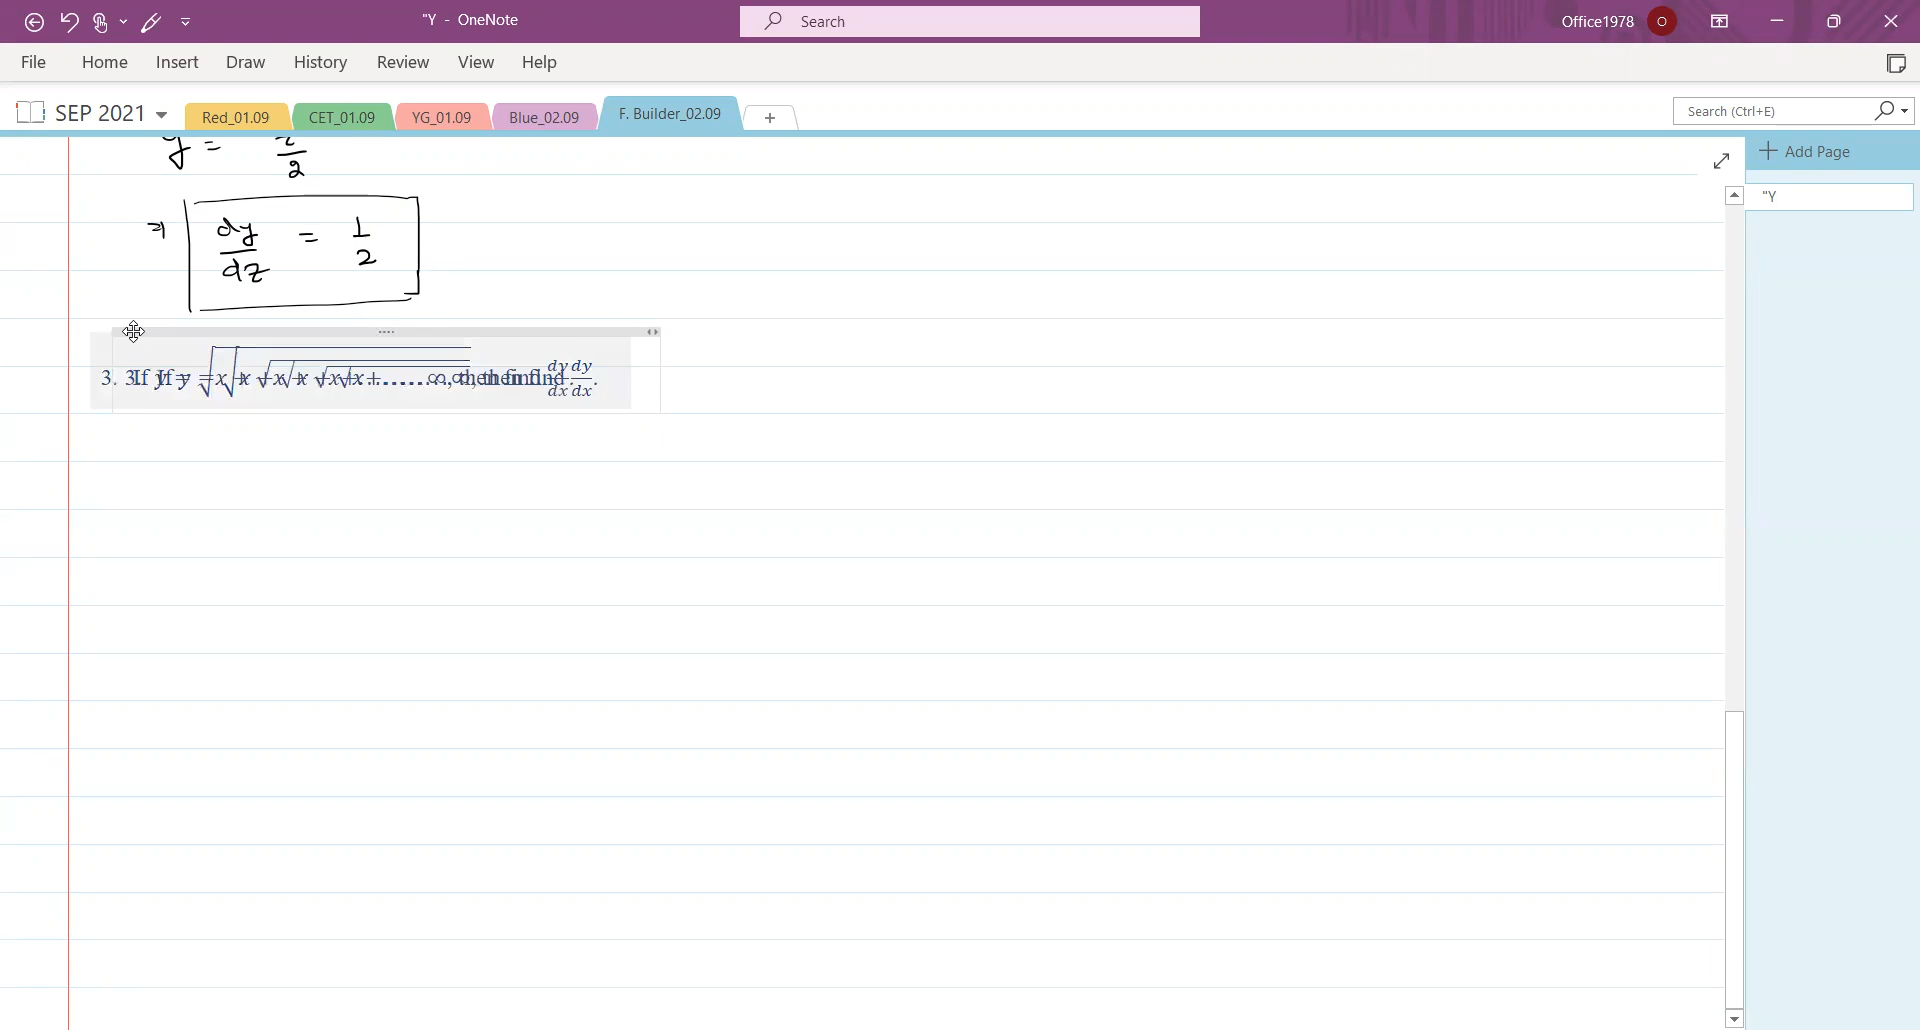 "Y - OneNote
Search
Office1978
O
File Home Insert Draw History Review View Help
SEP 2021
Red_01.09
CET_01.09
YG_01.09
Blue_02.09
F. Builder_02.09
+
Search (Ctrl+E)
Add Page
"Y
y = z/2
⇒ dy/dz = 1/2
3. If y = √(x + √(x + √(x + ........∞, then find dy/dx.